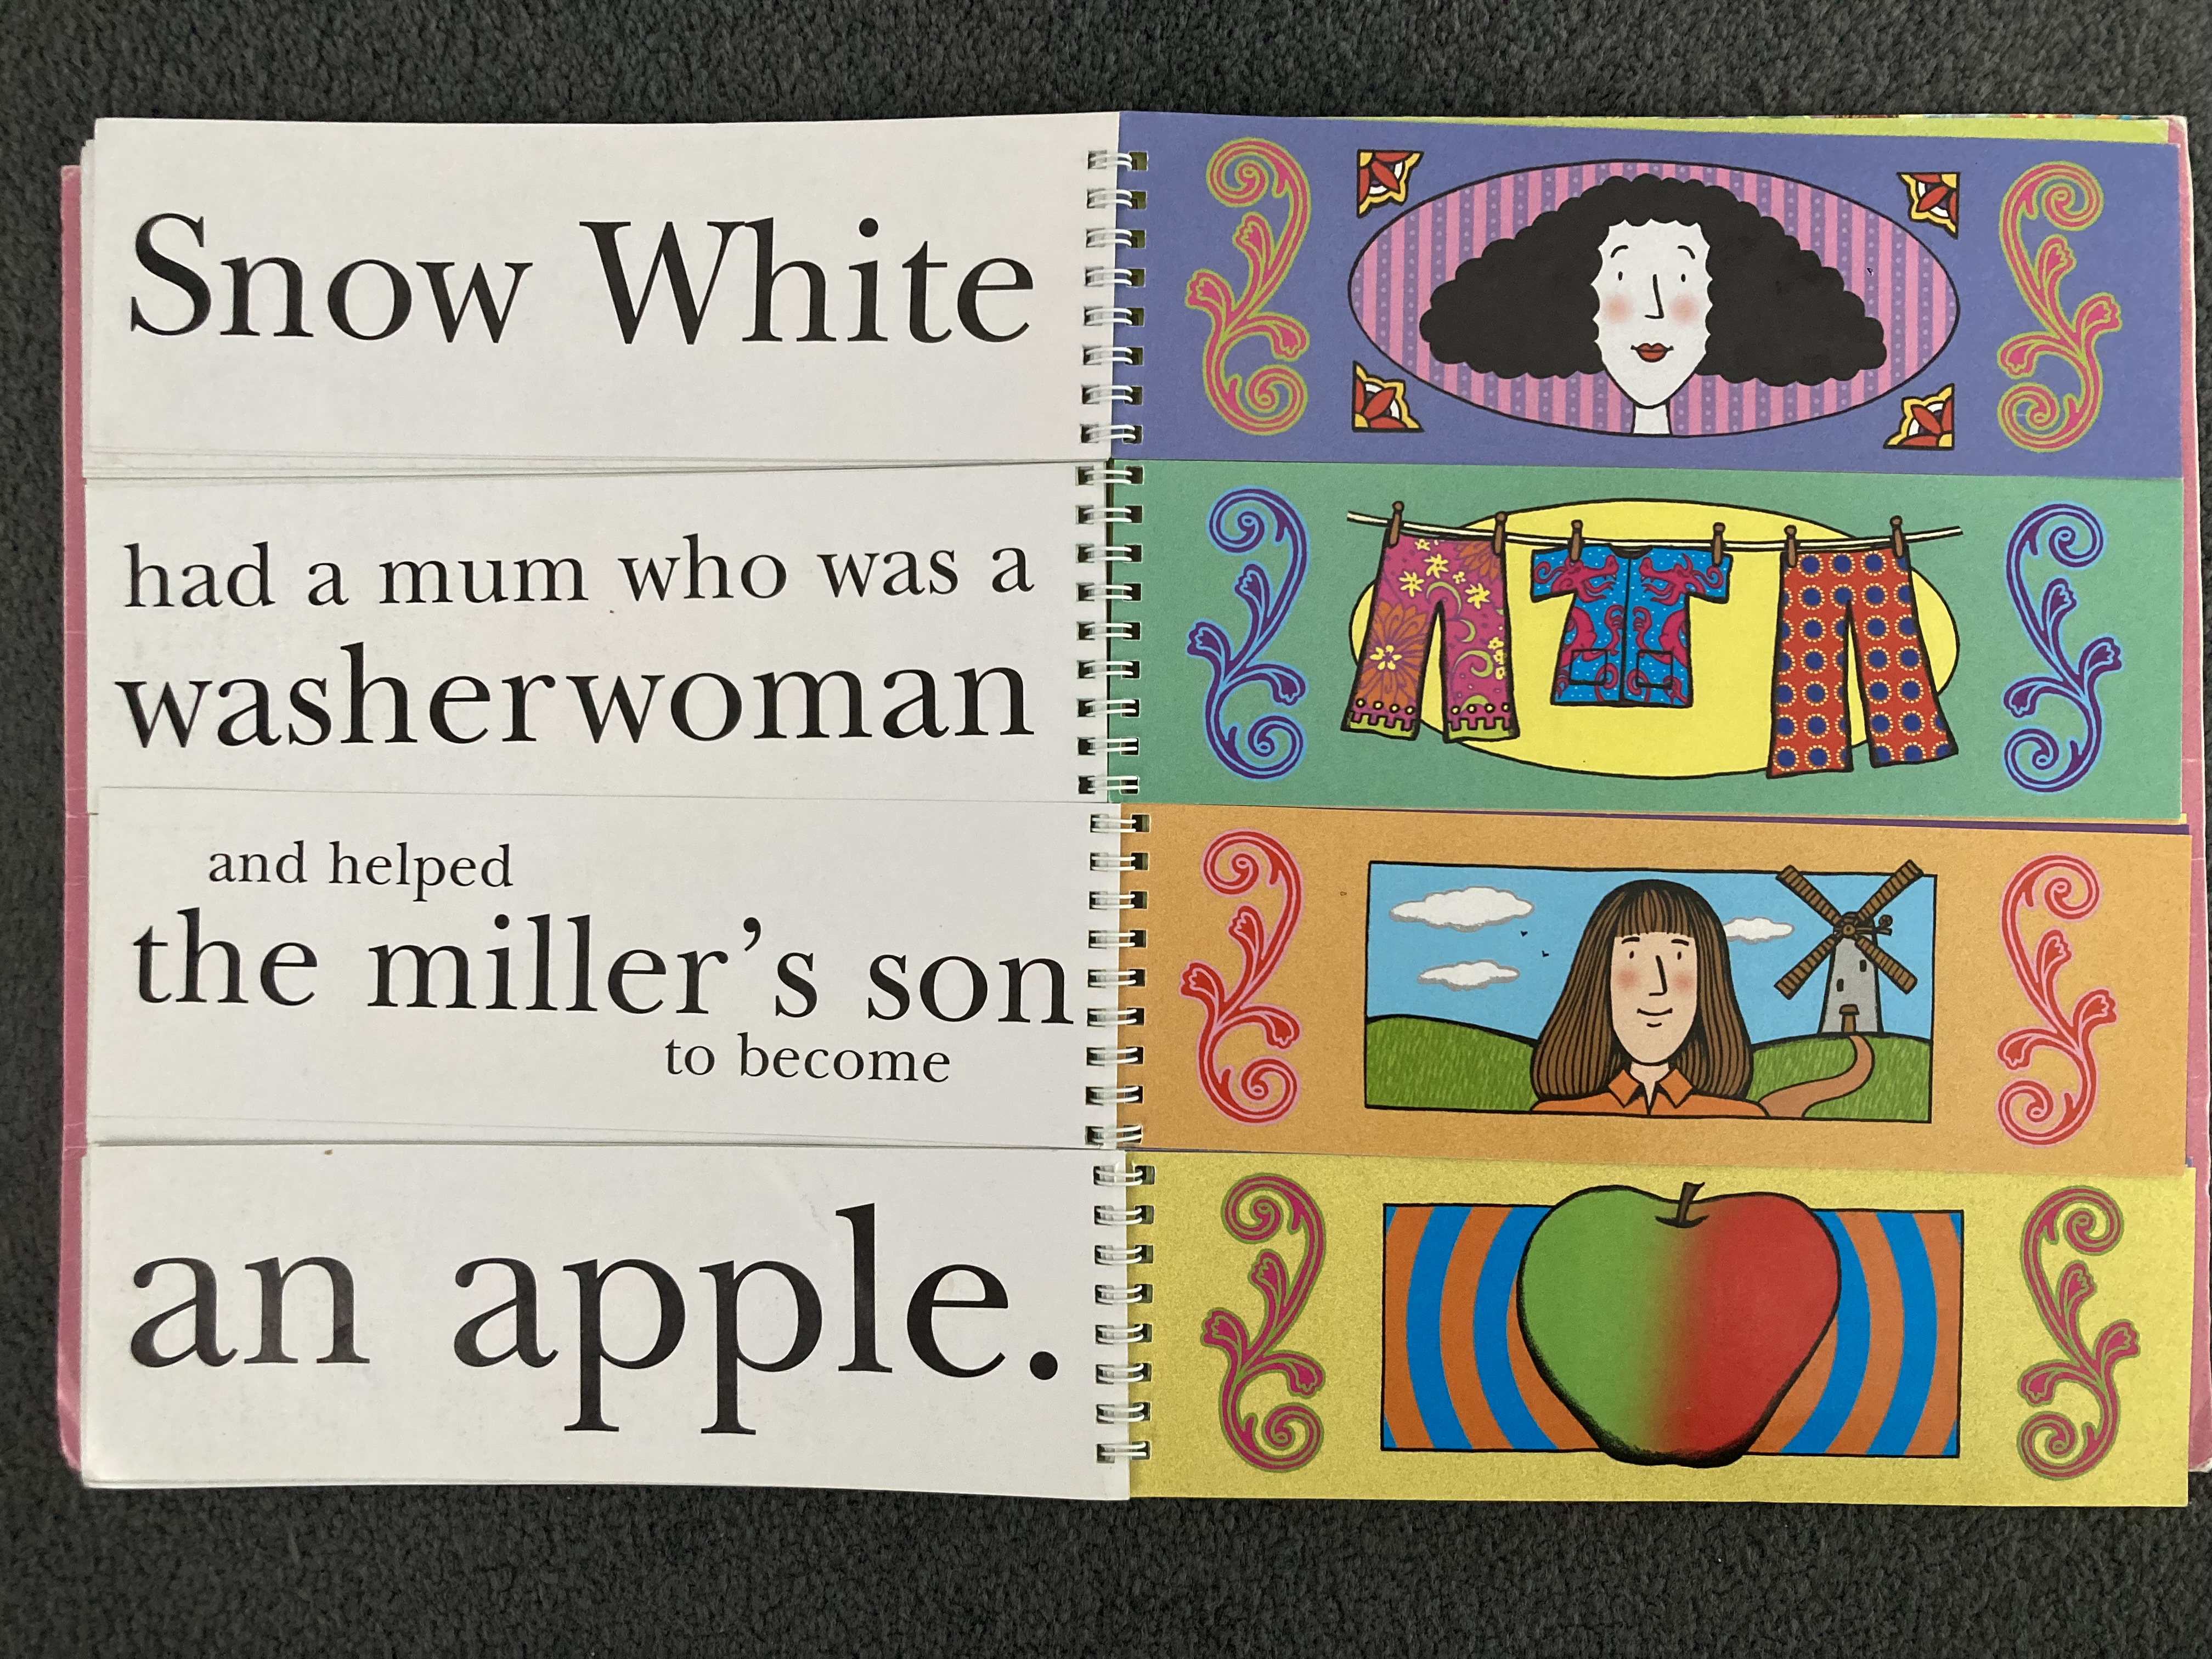 Snow White
had a mum who was a
washerwoman
and helped
the miller's son
to become
an apple.